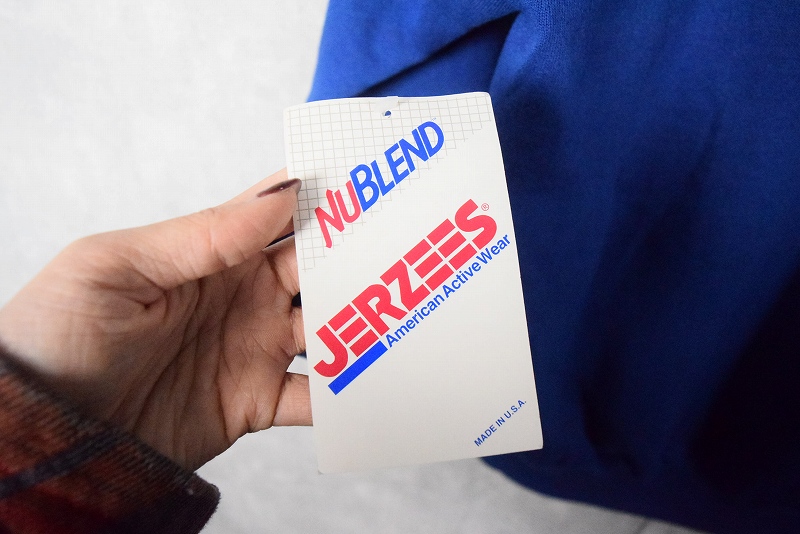 NUBLEND
JERZEES®
American Active Wear
MADE IN U.S.A.